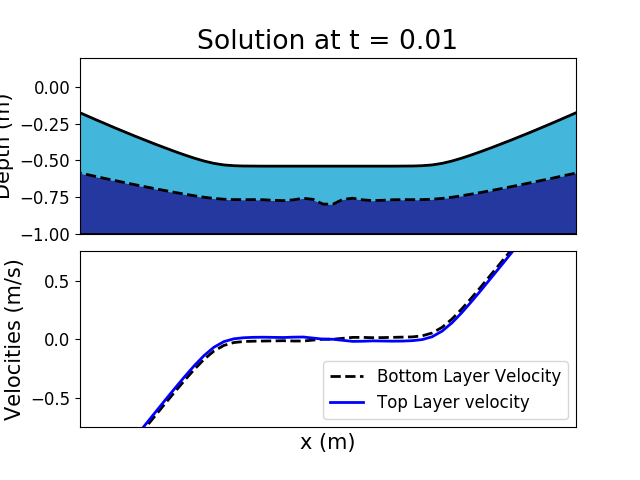 Solution at t = 0.01
Depth (m)
0.00
−0.25
−0.50
−0.75
−1.00
Velocities (m/s)
0.5
0.0
−0.5
Bottom Layer Velocity
Top Layer velocity
x (m)